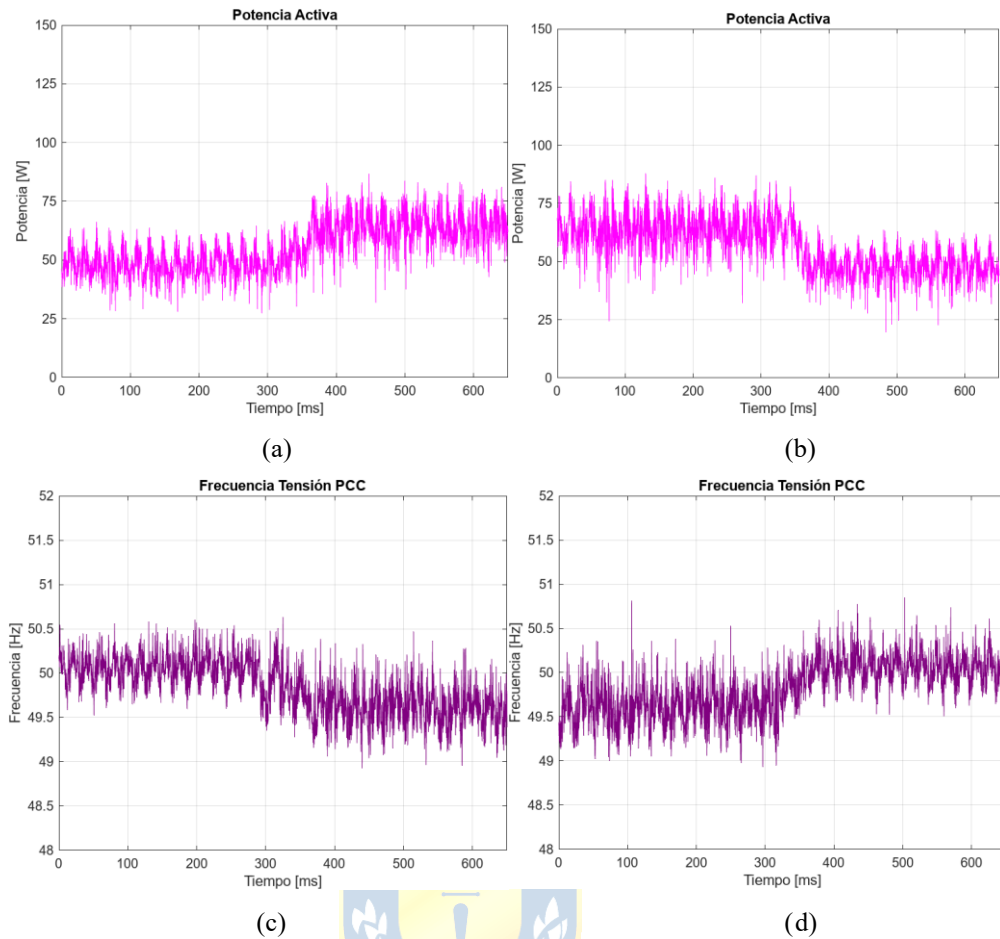 Potencia Activa
Potencia [W]
150
125
100
75
50
25
0
0 100 200 300 400 500 600
Tiempo [ms]
(a)
Potencia Activa
Potencia [W]
150
125
100
75
50
25
0
0 100 200 300 400 500 600
Tiempo [ms]
(b)
Frecuencia Tensión PCC
Frecuencia [Hz]
52
51.5
51
50.5
50
49.5
49
48.5
48
0 100 200 300 400 500 600
Tiempo [ms]
(c)
Frecuencia Tensión PCC
Frecuencia [Hz]
52
51.5
51
50.5
50
49.5
49
48.5
48
0 100 200 300 400 500 600
Tiempo [ms]
(d)